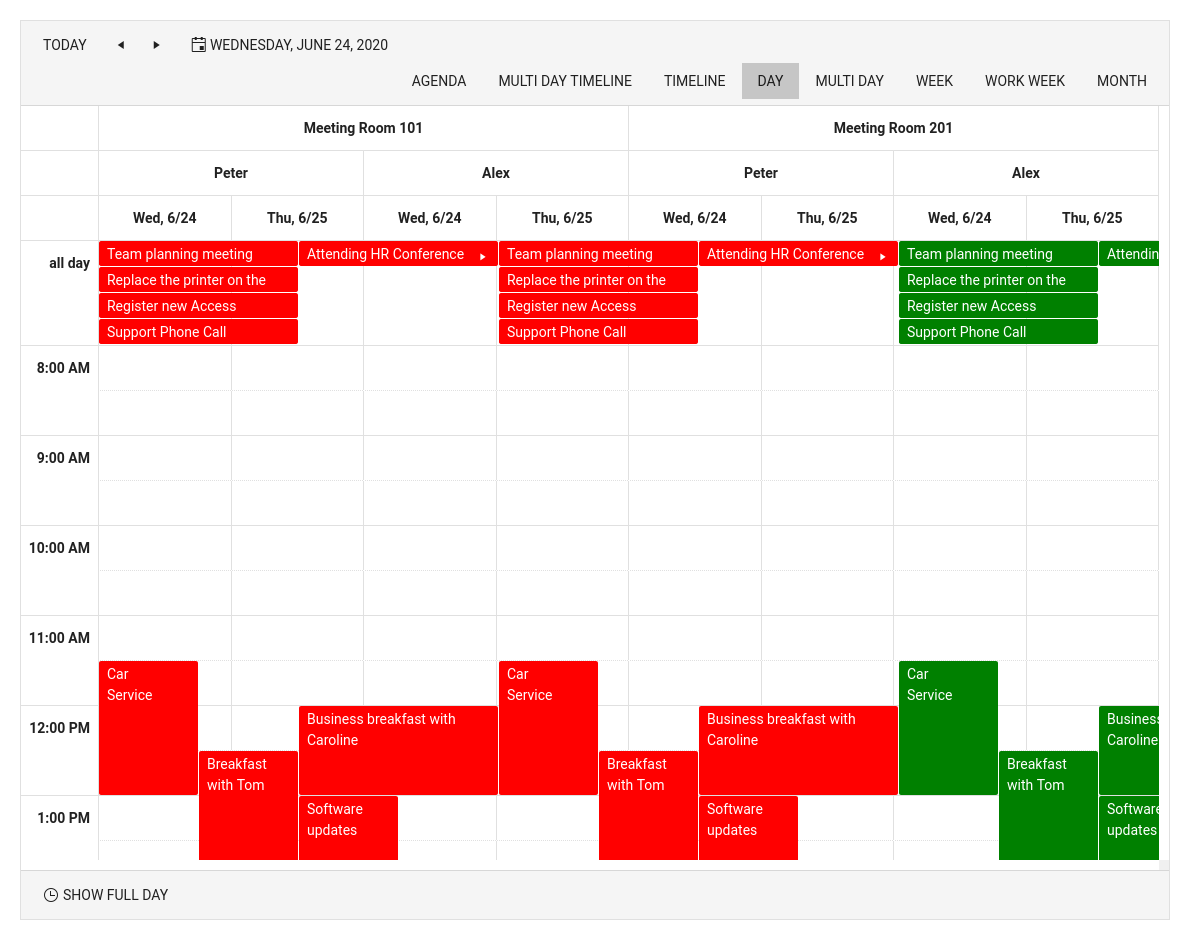 TODAY WEDNESDAY, JUNE 24, 2020
AGENDA MULTI DAY TIMELINE TIMELINE DAY MULTI DAY WEEK WORK WEEK MONTH
Meeting Room 101 Meeting Room 201
Peter Alex Peter Alex
Wed, 6/24 Thu, 6/25 Wed, 6/24 Thu, 6/25 Wed, 6/24 Thu, 6/25 Wed, 6/24 Thu, 6/25
all day
Team planning meeting Attending HR Conference Team planning meeting Attending HR Conference Team planning meeting Attendin
Replace the printer on the Replace the printer on the Replace the printer on the
Register new Access Register new Access Register new Access
Support Phone Call Support Phone Call Support Phone Call
8:00 AM
9:00 AM
10:00 AM
11:00 AM
Car Car Car
Service Service Service
12:00 PM
Business breakfast with Business breakfast with Business
Caroline Caroline Caroline
Breakfast Breakfast Breakfast
with Tom with Tom with Tom
1:00 PM
Software Software Software
updates updates updates
SHOW FULL DAY